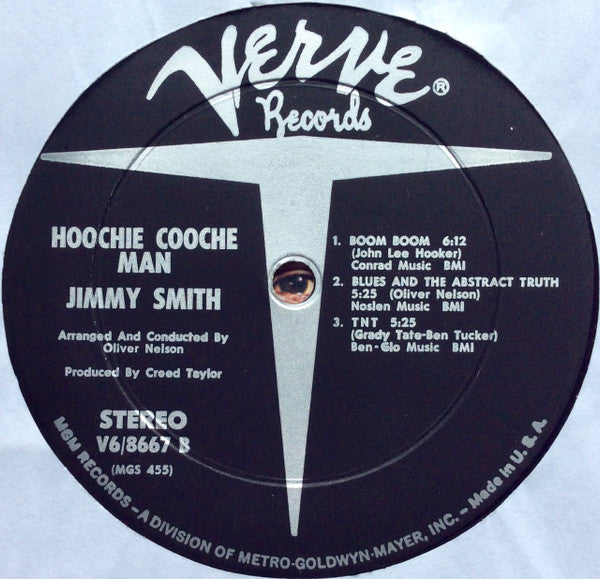 Verve®
Records
HOOCHIE COOCHE
MAN
JIMMY SMITH
Arranged And Conducted By
Oliver Nelson
Produced By Creed Taylor
STEREO
V6/8667 B
(MGS 455)
1. BOOM BOOM 6:12
(John Lee Hooker)
Conrad Music BMI
2. BLUES AND THE ABSTRACT TRUTH
5:25 (Oliver Nelson)
Noslen Music BMI
3. TNT 5:25
(Grady Tate-Ben Tucker)
Ben-Glo Music BMI
MGM RECORDS – A DIVISION OF METRO-GOLDWYN-MAYER, INC. – Made in U. S. A.